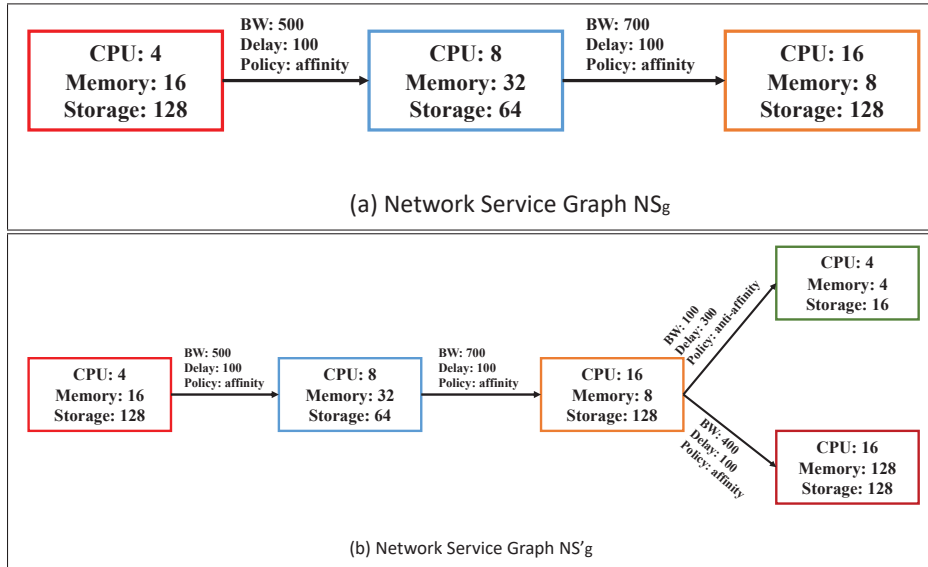 BW: 500
Delay: 100
Policy: affinity
BW: 700
Delay: 100
Policy: affinity
CPU: 4
Memory: 16
Storage: 128
CPU: 8
Memory: 32
Storage: 64
CPU: 16
Memory: 8
Storage: 128
(a) Network Service Graph NSg
CPU: 4
Memory: 4
Storage: 16
BW: 100
Delay: 300
Policy: anti-affinity
BW: 500
Delay: 100
Policy: affinity
BW: 700
Delay: 100
Policy: affinity
CPU: 4
Memory: 16
Storage: 128
CPU: 8
Memory: 32
Storage: 64
CPU: 16
Memory: 8
Storage: 128
BW: 400
Delay: 100
Policy: affinity
CPU: 16
Memory: 128
Storage: 128
(b) Network Service Graph NS'g